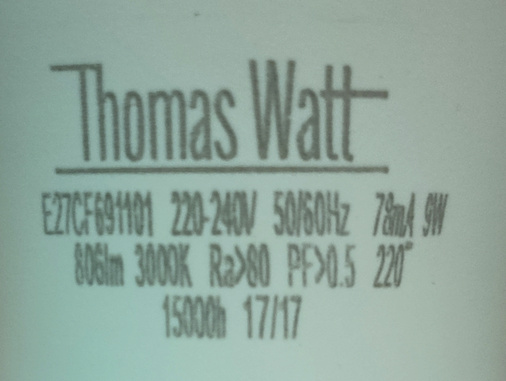 Thomas Watt
E27CF691101 220-240V 50/60Hz 78mA 9W
806lm 3000K Ra>80 PF>0.5 220°
15000h 17/17